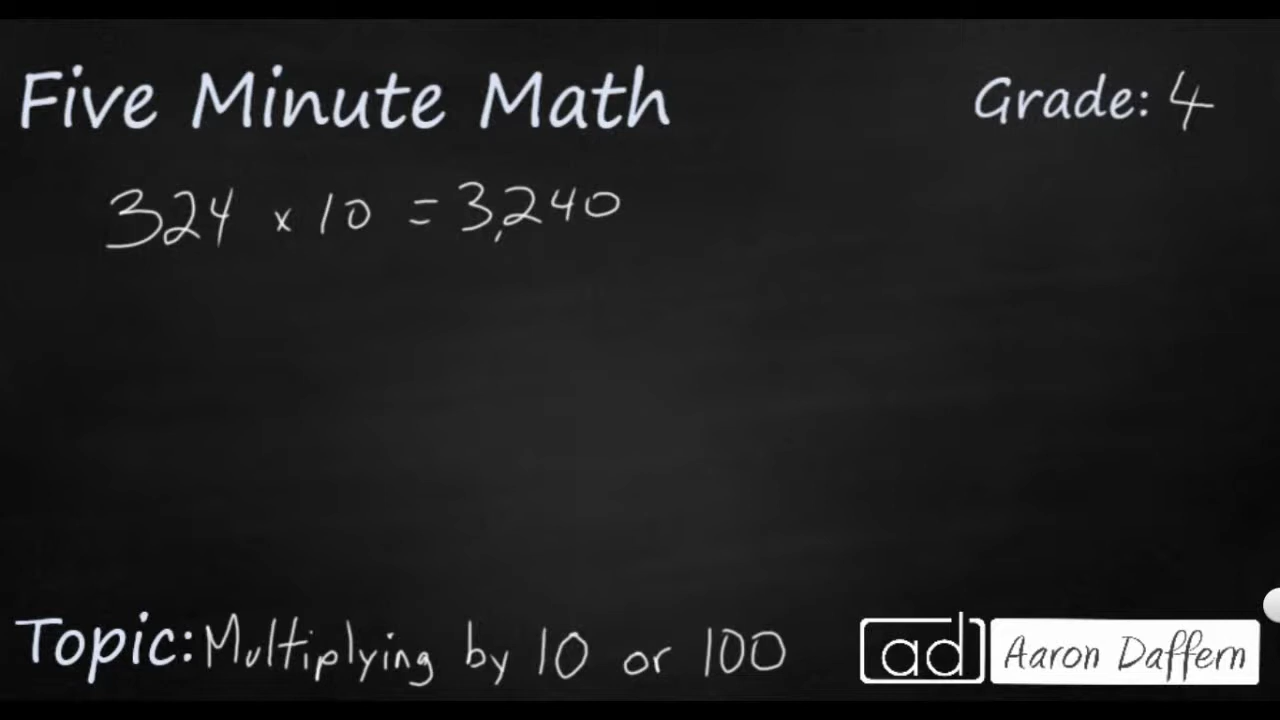 Five Minute Math
Grade: 4
324 x 10 = 3,240
Topic: Multiplying by 10 or 100
ad Aaron Daffern